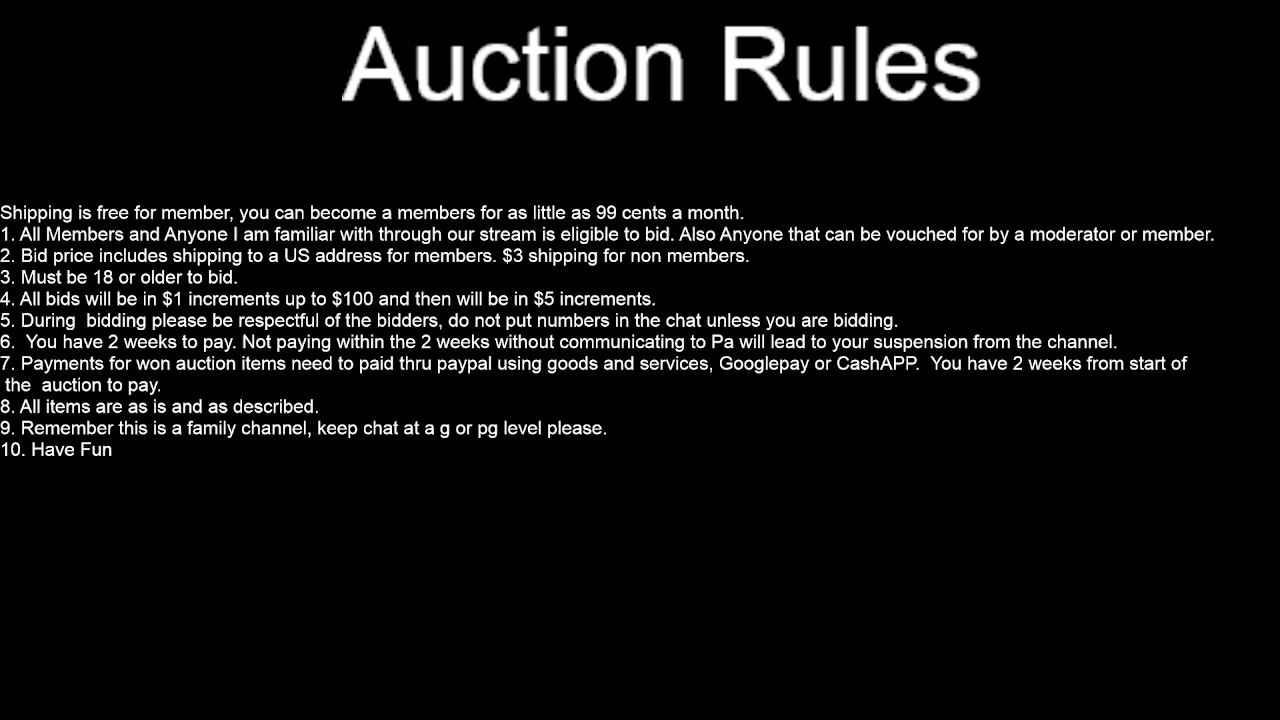 Auction Rules
Shipping is free for member, you can become a members for as little as 99 cents a month.
1. All Members and Anyone I am familiar with through our stream is eligible to bid. Also Anyone that can be vouched for by a moderator or member.
2. Bid price includes shipping to a US address for members. $3 shipping for non members.
3. Must be 18 or older to bid.
4. All bids will be in $1 increments up to $100 and then will be in $5 increments.
5. During  bidding please be respectful of the bidders, do not put numbers in the chat unless you are bidding.
6.  You have 2 weeks to pay. Not paying within the 2 weeks without communicating to Pa will lead to your suspension from the channel.
7. Payments for won auction items need to paid thru paypal using goods and services, Googlepay or CashAPP.  You have 2 weeks from start of
the  auction to pay.
8. All items are as is and as described.
9. Remember this is a family channel, keep chat at a g or pg level please.
10. Have Fun